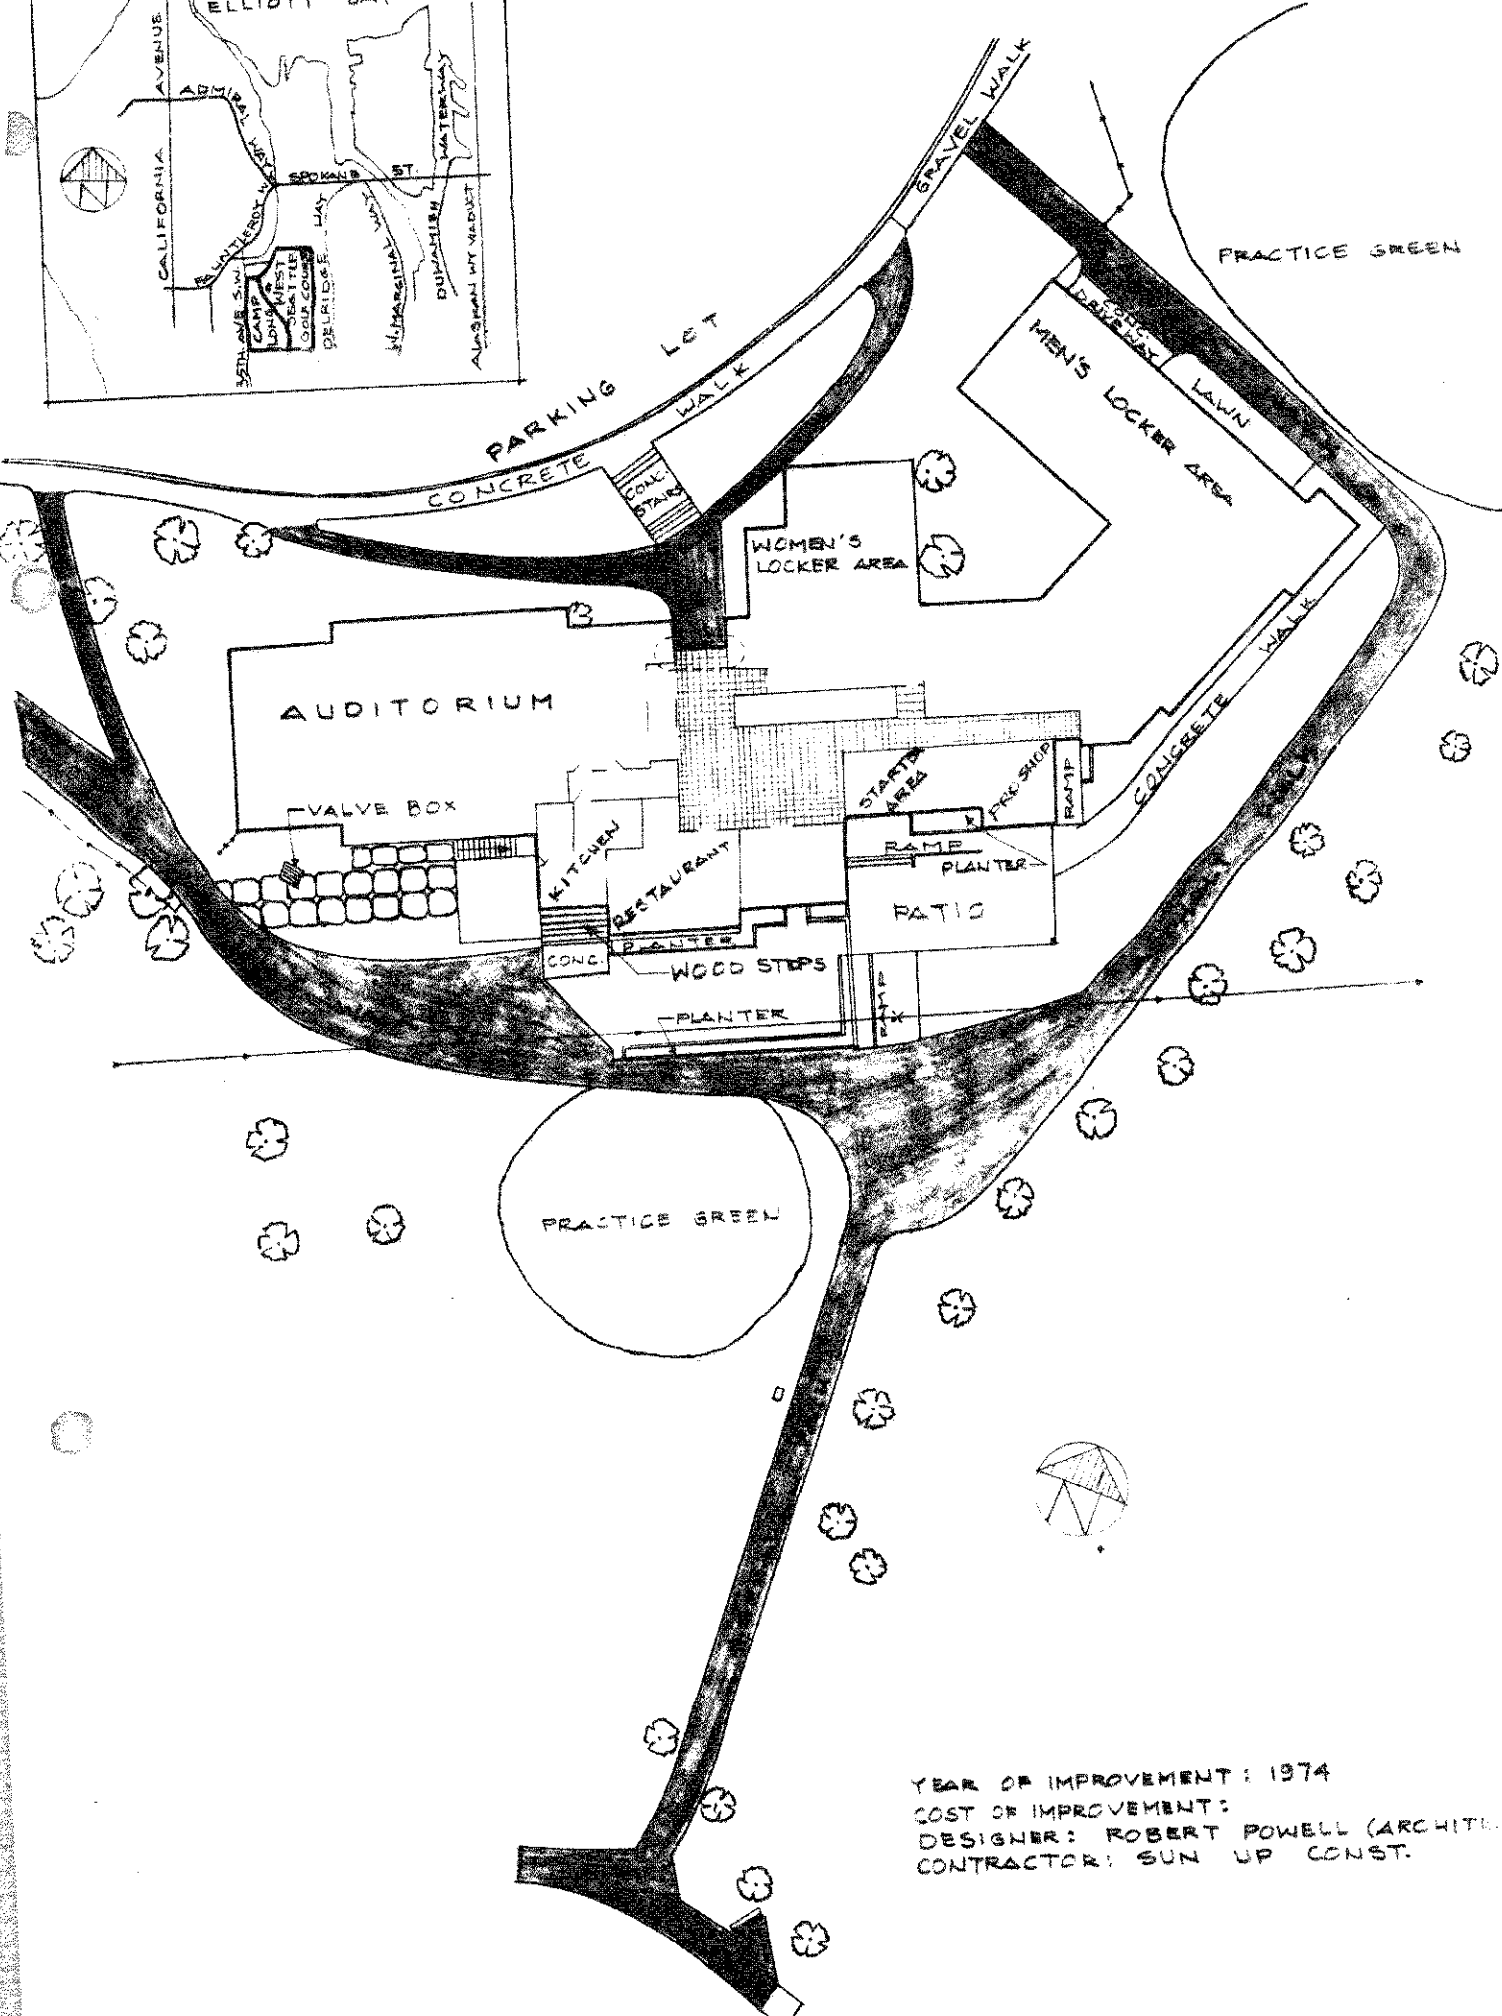 ELLIOTT
CALIFORNIA AVENUE
ADMIRAL WAY
SPOKANE ST.
WATERWAY
DUWAMISH
FAUNTLEROY WAY
35TH AVE S.W.
CAMP LONG
WEST SEATTLE GOLF COURSE
DELRIDGE WAY
W. MARGINAL WAY
ALASKAN WY VIADUCT
N
GRAVEL WALK
PRACTICE GREEN
PARKING LOT
CONCRETE WALK
CONC. STAIRS
CONC. DRIVEWAY
LAWN
MEN'S LOCKER AREA
WOMEN'S
LOCKER AREA
AUDITORIUM
CONCRETE WALK
VALVE BOX
KITCHEN
RESTAURANT
STARTER AREA
PRO SHOP
RAMP
RAMP
PLANTER
PATIO
PLANTER
CONC.
WOOD STEPS
RAMP
PLANTER
PRACTICE GREEN
YEAR OF IMPROVEMENT: 1974
COST OF IMPROVEMENT:
DESIGNER: ROBERT POWELL (ARCHIT
CONTRACTOR: SUN UP CONST.